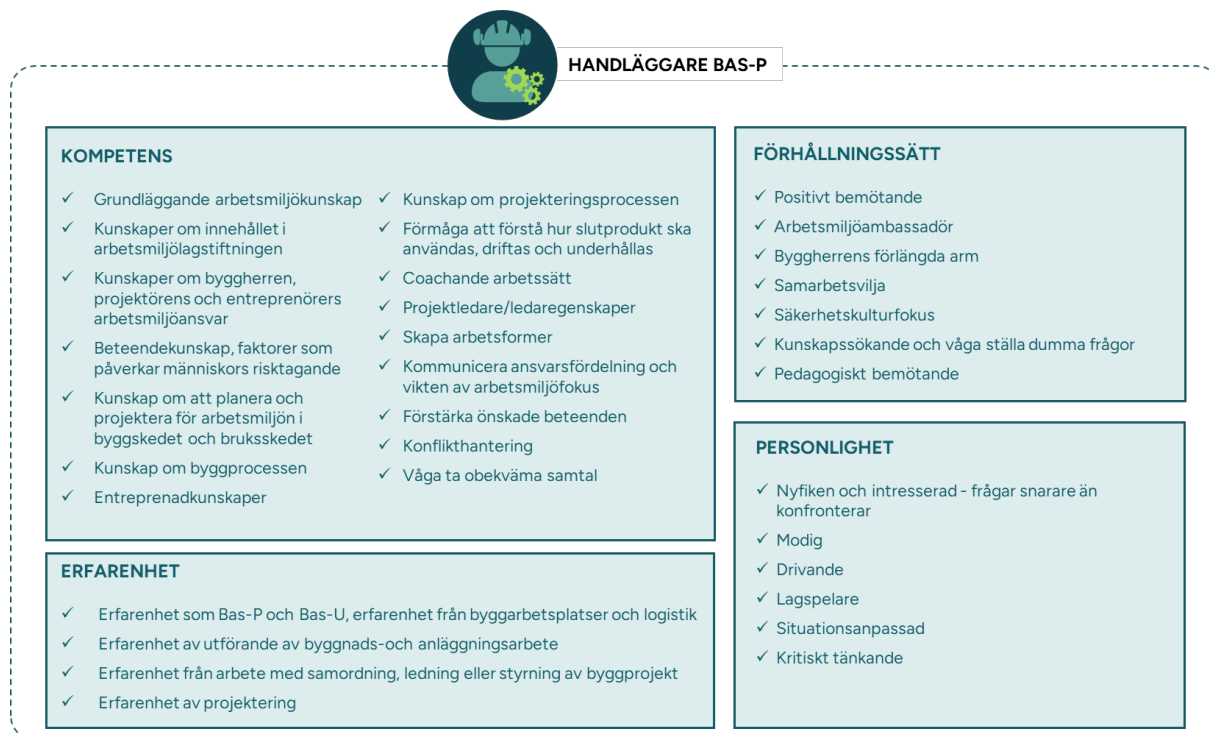 HANDLÄGGARE BAS-P
KOMPETENS
Grundläggande arbetsmiljökunskap
Kunskaper om innehållet i
arbetsmiljölagstiftningen
Kunskaper om byggherren,
projektörens och entreprenörers
arbetsmiljöansvar
Beteendekunskap, faktorer som
påverkar människors risktagande
Kunskap om att planera och
projektera för arbetsmiljön i
byggskedet och bruksskedet
Kunskap om byggprocessen
Entreprenadkunskaper
Kunskap om projekteringsprocessen
Förmåga att förstå hur slutprodukt ska
användas, driftas och underhållas
Coachande arbetssätt
Projektledare/ledaregenskaper
Skapa arbetsformer
Kommunicera ansvarsfördelning och
vikten av arbetsmiljöfokus
Förstärka önskade beteenden
Konflikthantering
Våga ta obekväma samtal
ERFARENHET
Erfarenhet som Bas-P och Bas-U, erfarenhet från byggarbetsplatser och logistik
Erfarenhet av utförande av byggnads-och anläggningsarbete
Erfarenhet från arbete med samordning, ledning eller styrning av byggprojekt
Erfarenhet av projektering
FÖRHÅLLNINGSSÄTT
Positivt bemötande
Arbetsmiljöambassadör
Byggherrens förlängda arm
Samarbetsvilja
Säkerhetskulturfokus
Kunskapssökande och våga ställa dumma frågor
Pedagogiskt bemötande
PERSONLIGHET
Nyfiken och intresserad - frågar snarare än
konfronterar
Modig
Drivande
Lagspelare
Situationsanpassad
Kritiskt tänkande